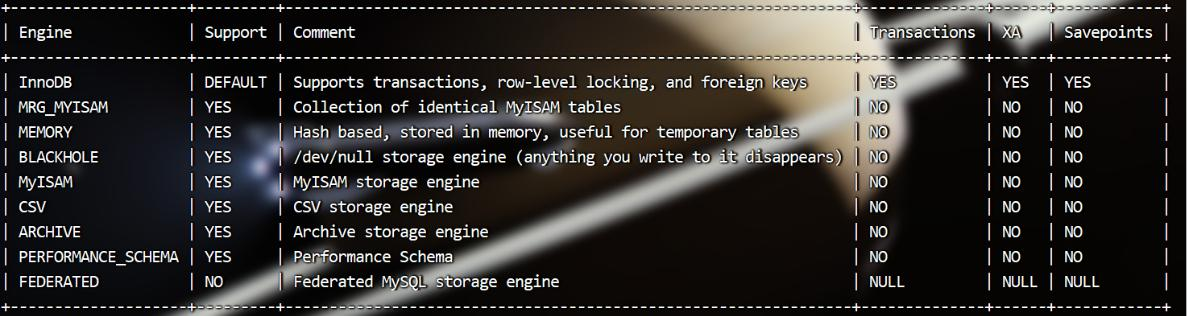 +--------------------+---------+----------------------------------------------------------------+--------------+------+------------+
| Engine             | Support | Comment                                                        | Transactions | XA   | Savepoints |
+--------------------+---------+----------------------------------------------------------------+--------------+------+------------+
| InnoDB             | DEFAULT | Supports transactions, row-level locking, and foreign keys     | YES          | YES  | YES        |
| MRG_MYISAM         | YES     | Collection of identical MyISAM tables                          | NO           | NO   | NO         |
| MEMORY             | YES     | Hash based, stored in memory, useful for temporary tables      | NO           | NO   | NO         |
| BLACKHOLE          | YES     | /dev/null storage engine (anything you write to it disappears) | NO           | NO   | NO         |
| MyISAM             | YES     | MyISAM storage engine                                          | NO           | NO   | NO         |
| CSV                | YES     | CSV storage engine                                             | NO           | NO   | NO         |
| ARCHIVE            | YES     | Archive storage engine                                         | NO           | NO   | NO         |
| PERFORMANCE_SCHEMA | YES     | Performance Schema                                             | NO           | NO   | NO         |
| FEDERATED          | NO      | Federated MySQL storage engine                                 | NULL         | NULL | NULL       |
+--------------------+---------+----------------------------------------------------------------+--------------+------+------------+